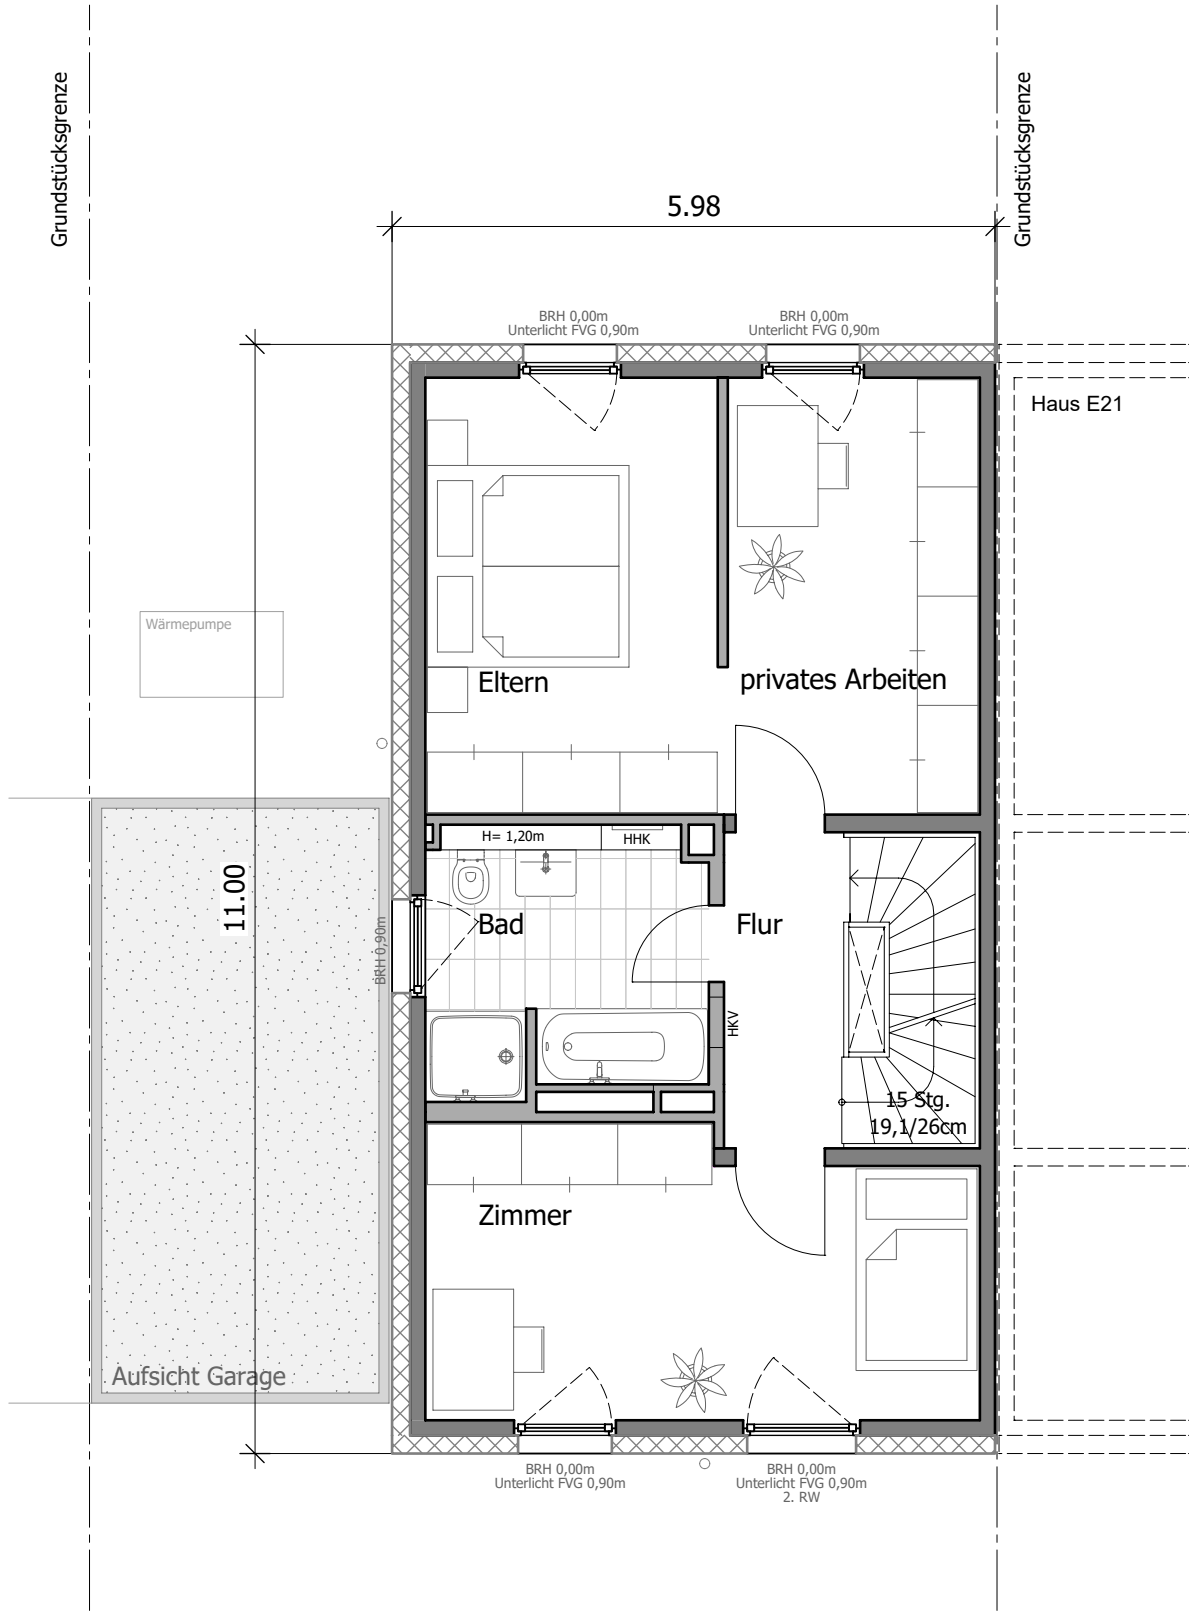 Grundstücksgrenze
Grundstücksgrenze
5.98
BRH 0,00m
Unterlicht FVG 0,90m
BRH 0,00m
Unterlicht FVG 0,90m
Haus E21
Wärmepumpe
Eltern
privates Arbeiten
H= 1,20m
HHK
11.00
BRH 0,90m
Bad
Flur
HKV
15 Stg.
19,1/26cm
Zimmer
Aufsicht Garage
BRH 0,00m
Unterlicht FVG 0,90m
BRH 0,00m
Unterlicht FVG 0,90m
2. RW